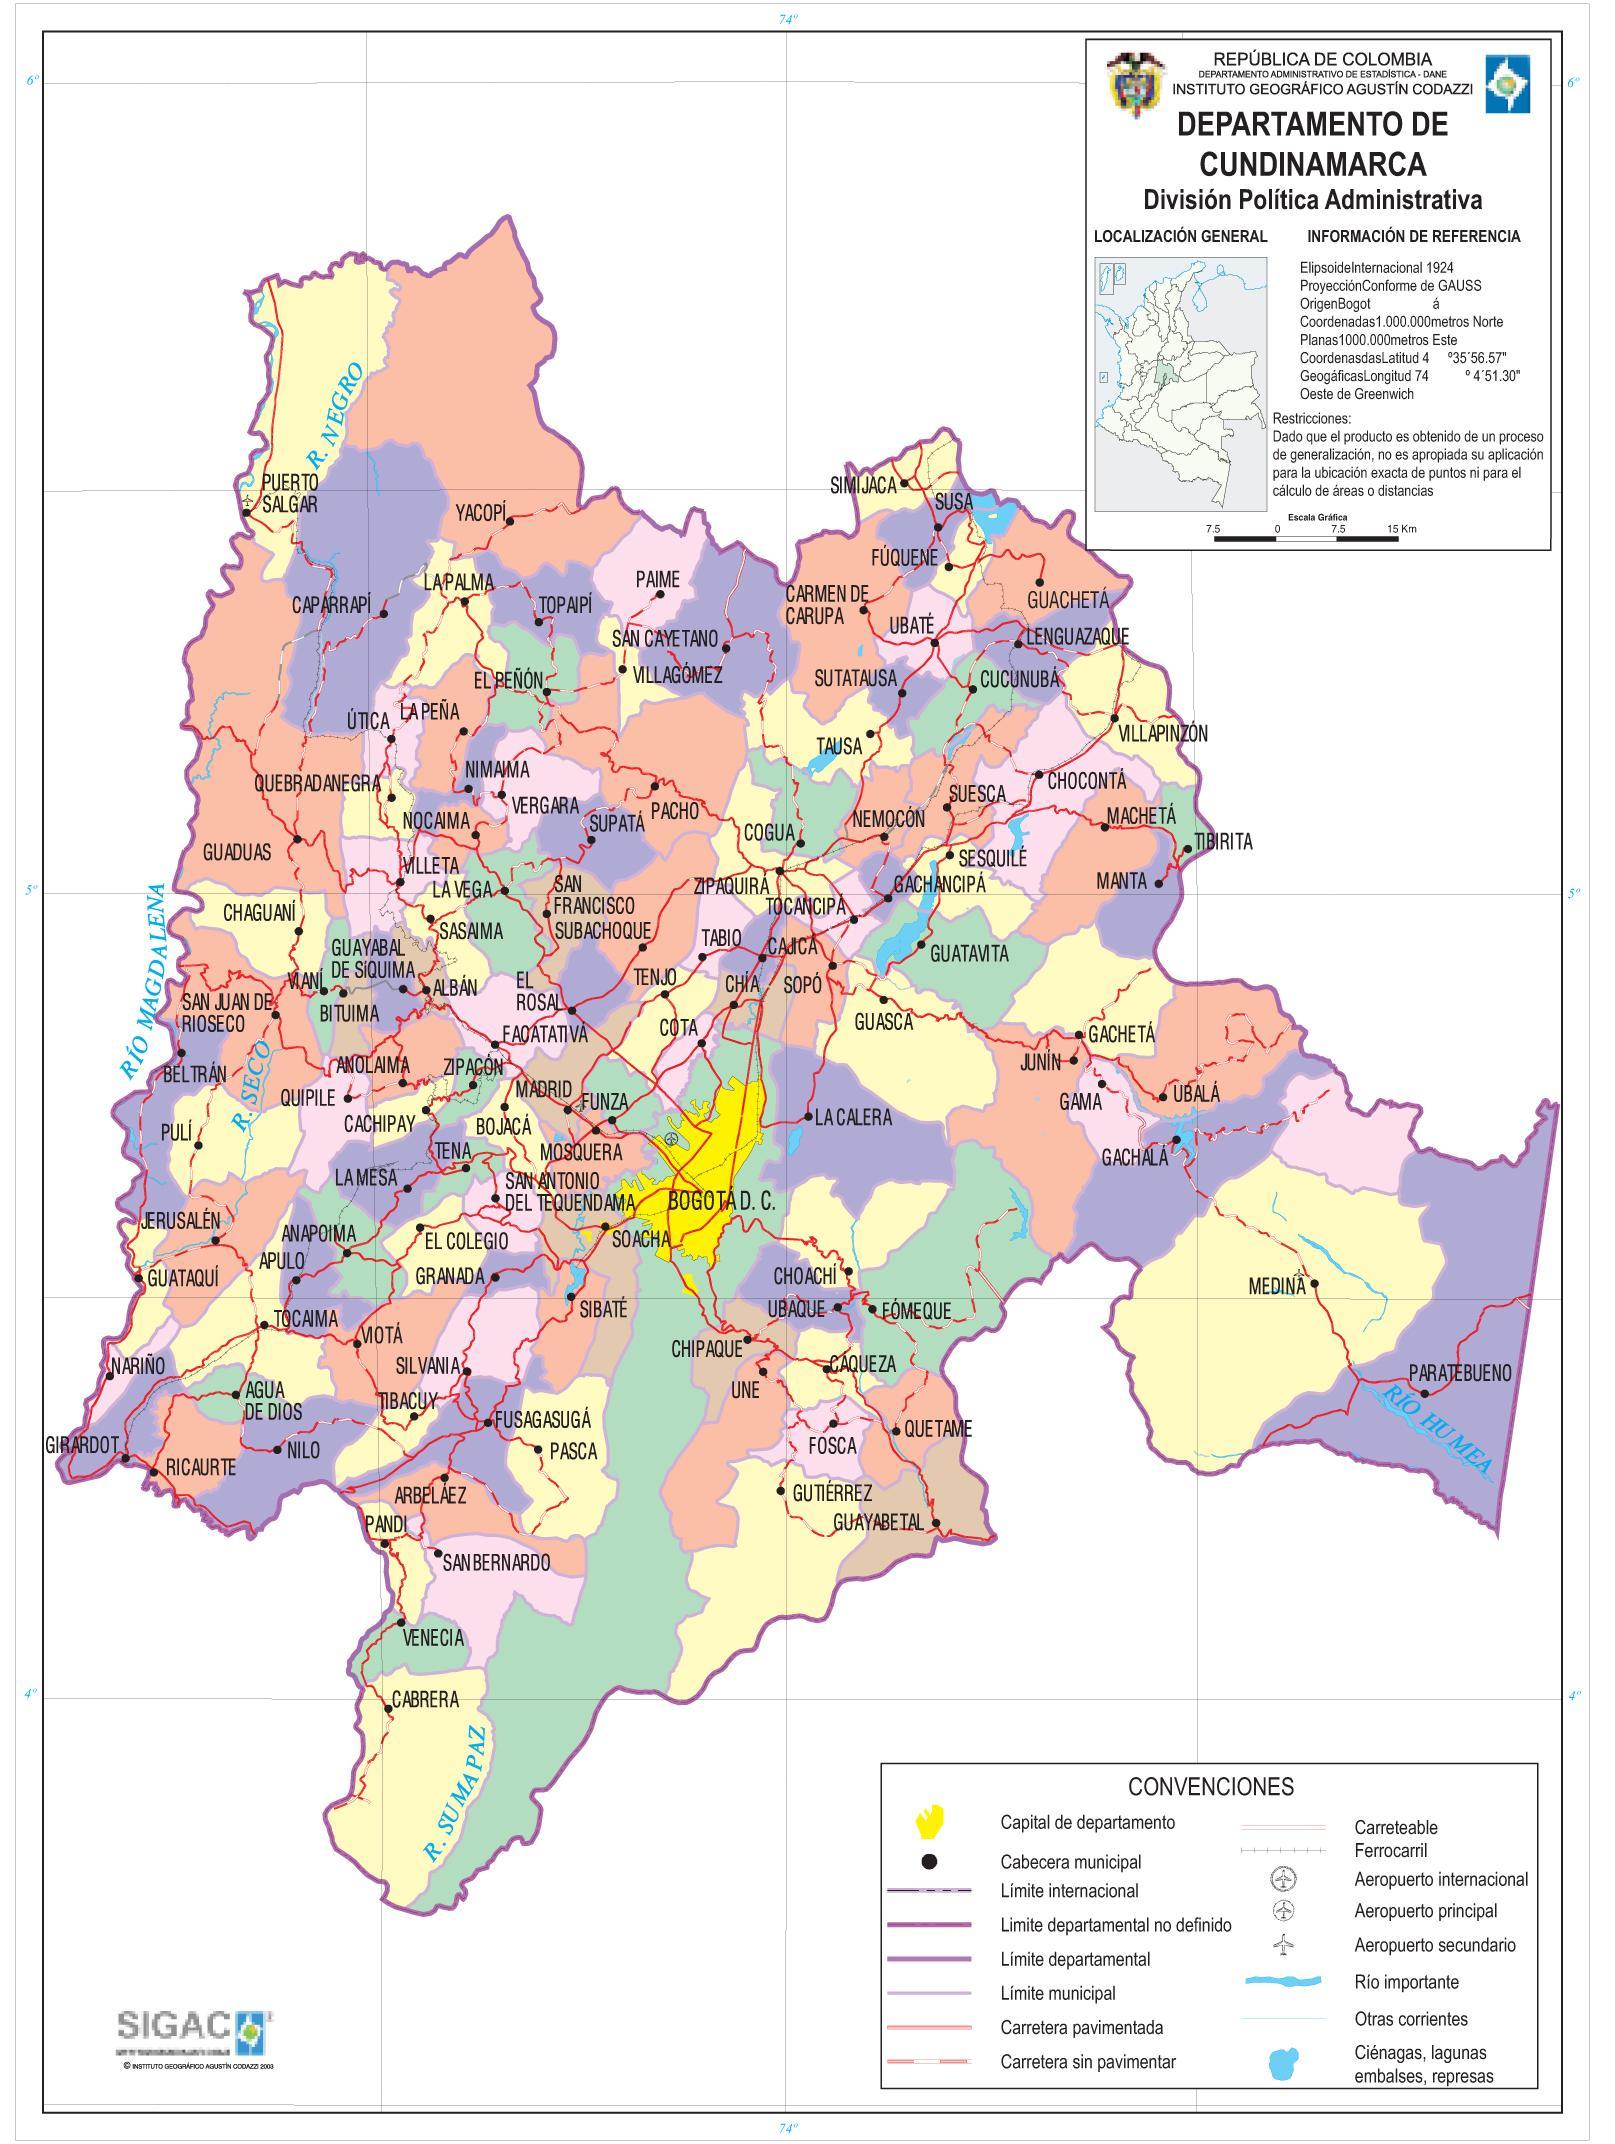 74°
6°
6°
REPÚBLICA DE COLOMBIA
DEPARTAMENTO ADMINISTRATIVO DE ESTADÍSTICA - DANE
INSTITUTO GEOGRÁFICO AGUSTÍN CODAZZI
DEPARTAMENTO DE
CUNDINAMARCA
División Política Administrativa
LOCALIZACIÓN GENERAL
INFORMACIÓN DE REFERENCIA
ElipsoideInternacional 1924
ProyecciónConforme de GAUSS
OrigenBogot á
Coordenadas1.000.000metros Norte
Planas1000.000metros Este
CoordenasdasLatitud 4 º35´56.57"
GeogáficasLongitud 74 º 4´51.30"
Oeste de Greenwich
Restricciones:
Dado que el producto es obtenido de un proceso
de generalización, no es apropiada su aplicación
para la ubicación exacta de puntos ni para el
cálculo de áreas o distancias
Escala Gráfica
7.5 0 7.5 15 Km
R. NEGRO
PUERTO
SALGAR
YACOPÍ
SIMIJACA
SUSA
FÚQUENE
CAPARRAPÍ
LA PALMA
TOPAIPÍ
PAIME
CARMEN DE
CARUPA
GUACHETÁ
UBATÉ
LENGUAZAQUE
SAN CAYETANO
VILLAGÓMEZ
EL PEÑÓN
SUTATAUSA
CUCUNUBÁ
ÚTICA
LA PEÑA
TAUSA
VILLAPINZÓN
QUEBRADANEGRA
NIMAIMA
VERGARA
PACHO
SUESCA
CHOCONTÁ
NOCAIMA
SUPATÁ
COGUA
NEMOCÓN
MACHETÁ
TIBIRITA
GUADUAS
VILLETA
LA VEGA
SAN
FRANCISCO
ZIPAQUIRÁ
SESQUILÉ
GACHANCIPÁ
MANTA
5°
5°
RÍO MAGDALENA
CHAGUANÍ
SASAIMA
SUBACHOQUE
TOCANCIPÁ
GUAYABAL
DE SÍQUIMA
TABIO
CAJICÁ
GUATAVITA
VIANÍ
ALBÁN
EL
ROSAL
TENJO
CHÍA
SOPÓ
SAN JUAN DE
RIOSECO
BITUIMA
FACATATIVÁ
COTA
GUASCA
GACHETÁ
JUNÍN
BELTRÁN
R. SECO
ANOLAIMA
ZIPACÓN
MADRID
FUNZA
QUIPILE
GAMA
UBALÁ
CACHIPAY
BOJACÁ
LA CALERA
PULÍ
MOSQUERA
GACHALÁ
TENA
LA MESA
SAN ANTONIO
DEL TEQUENDAMA
BOGOTÁ D. C.
JERUSALÉN
ANAPOIMA
EL COLEGIO
SOACHA
GUATAQUÍ
APULO
GRANADA
CHOACHÍ
MEDINA
TOCAIMA
SIBATÉ
UBAQUE
FÓMEQUE
VIOTÁ
CHIPAQUE
NARIÑO
SILVANIA
CAQUEZA
PARATEBUENO
AGUA
DE DIOS
TIBACUY
UNE
RÍO HUMEA
FUSAGASUGÁ
QUETAME
GIRARDOT
NILO
PASCA
FOSCA
RICAURTE
ARBELÁEZ
GUTIÉRREZ
PANDI
GUAYABETAL
SAN BERNARDO
VENECIA
4°
4°
CABRERA
R. SUMAPAZ
CONVENCIONES
Capital de departamento
Cabecera municipal
Límite internacional
Limite departamental no definido
Límite departamental
Límite municipal
Carretera pavimentada
Carretera sin pavimentar
Carreteable
Ferrocarril
Aeropuerto internacional
Aeropuerto principal
Aeropuerto secundario
Río importante
Otras corrientes
Ciénagas, lagunas
embalses, represas
SIGAC
© INSTITUTO GEOGRÁFICO AGUSTÍN CODAZZI 2003
74°